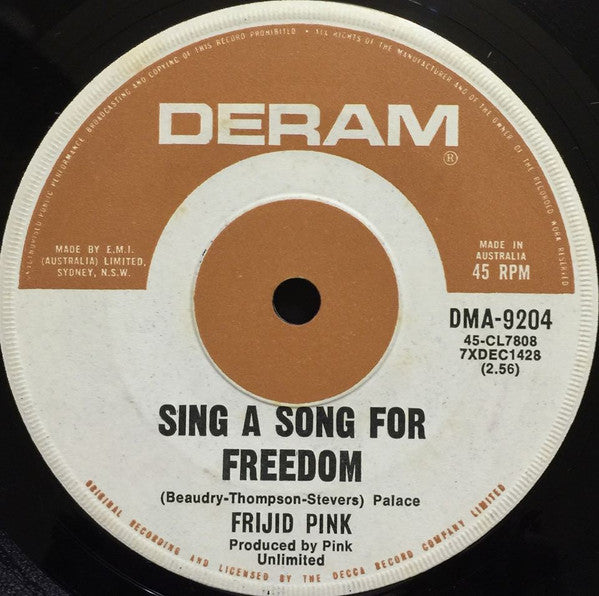 UNAUTHORISED PUBLIC PERFORMANCE, BROADCASTING AND COPYING OF THIS RECORD PROHIBITED • ALL RIGHTS OF THE MANUFACTURER AND OF THE OWNER OF THE RECORDED WORK RESERVED
DERAM
®
MADE BY E.M.I.
(AUSTRALIA) LIMITED,
SYDNEY, N.S.W.
MADE IN
AUSTRALIA
45 RPM
DMA-9204
45-CL7808
7XDEC1428
(2.56)
SING A SONG FOR
FREEDOM
(Beaudry-Thompson-Stevers) Palace
FRIJID PINK
Produced by Pink
Unlimited
ORIGINAL RECORDING AND LICENSED BY THE DECCA RECORD COMPANY LIMITED